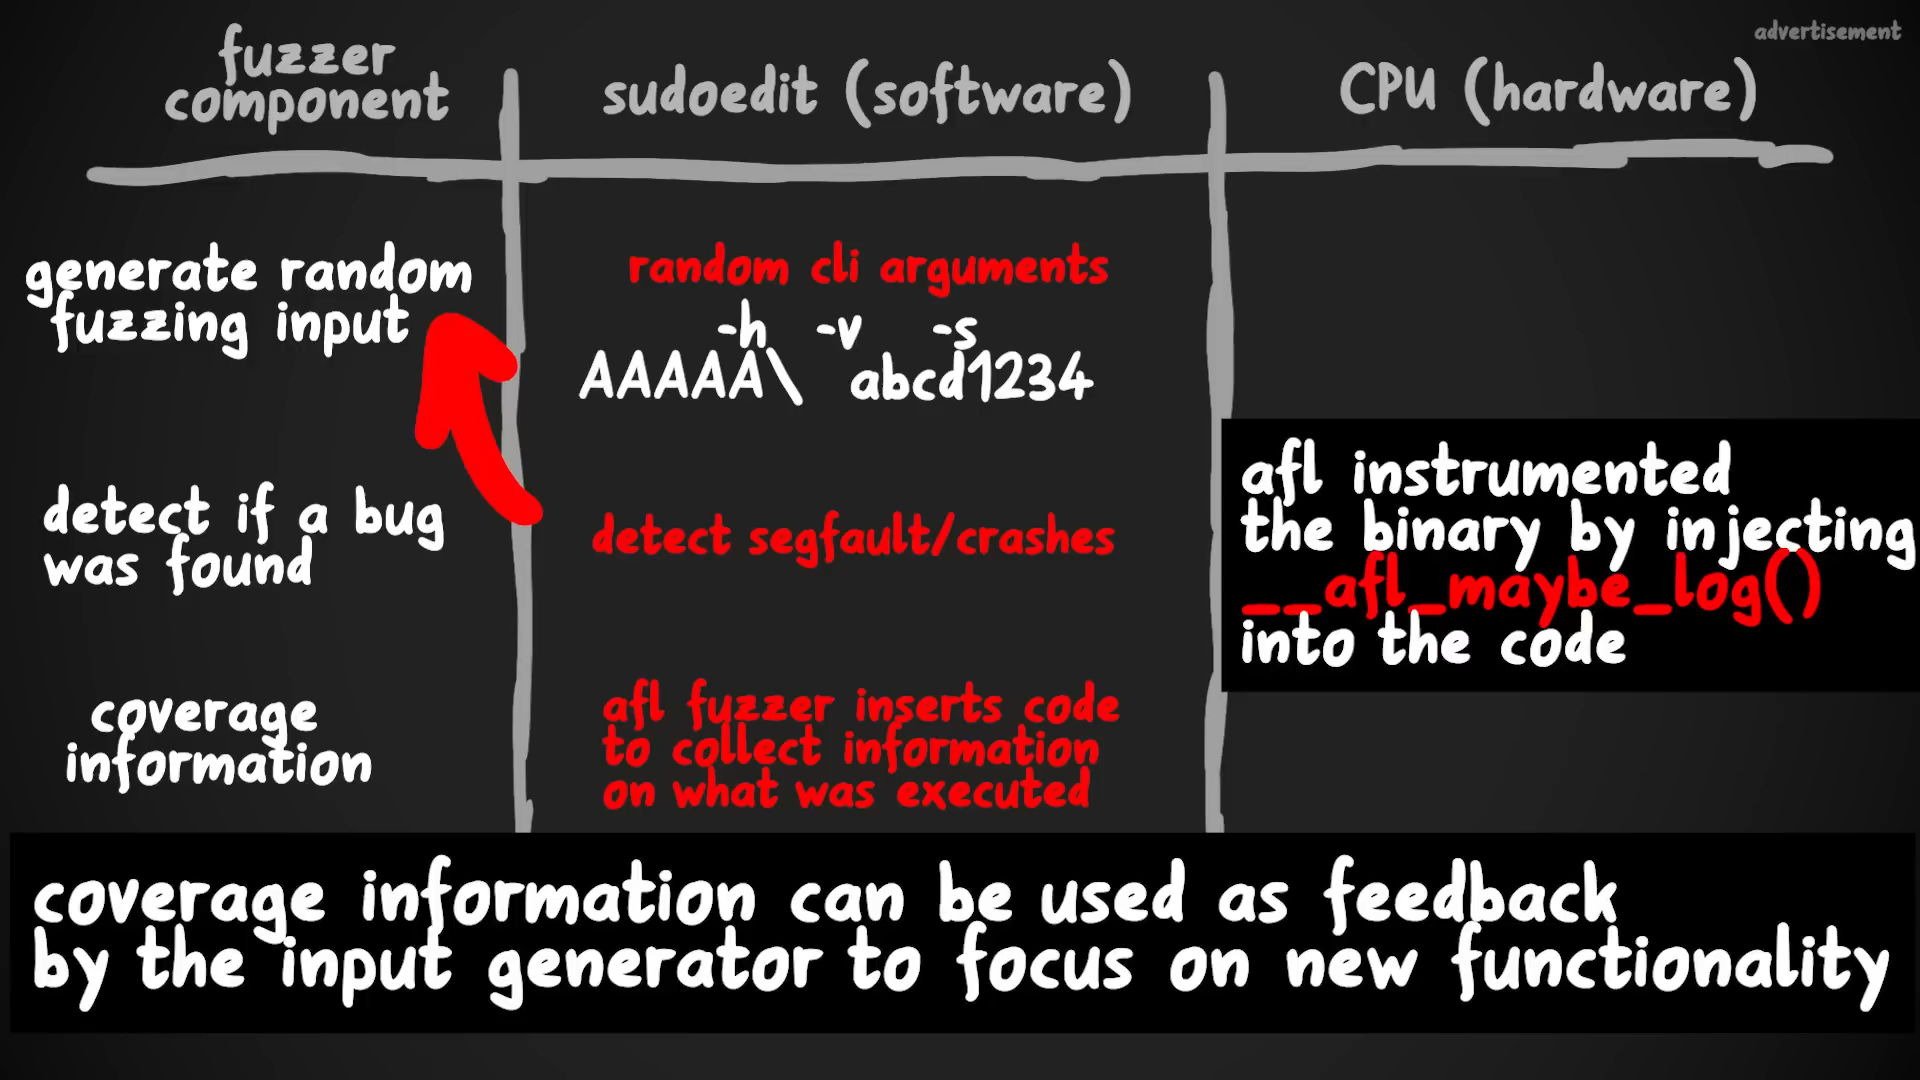 advertisement
fuzzer
component
sudoedit (software)
CPU (hardware)
generate random
fuzzing input
random cli arguments
-h -v -s
AAAAA\ abcd1234
detect if a bug
was found
detect segfault/crashes
afl instrumented
the binary by injecting
__afl_maybe_log()
into the code
coverage
information
afl fuzzer inserts code
to collect information
on what was executed
coverage information can be used as feedback
by the input generator to focus on new functionality